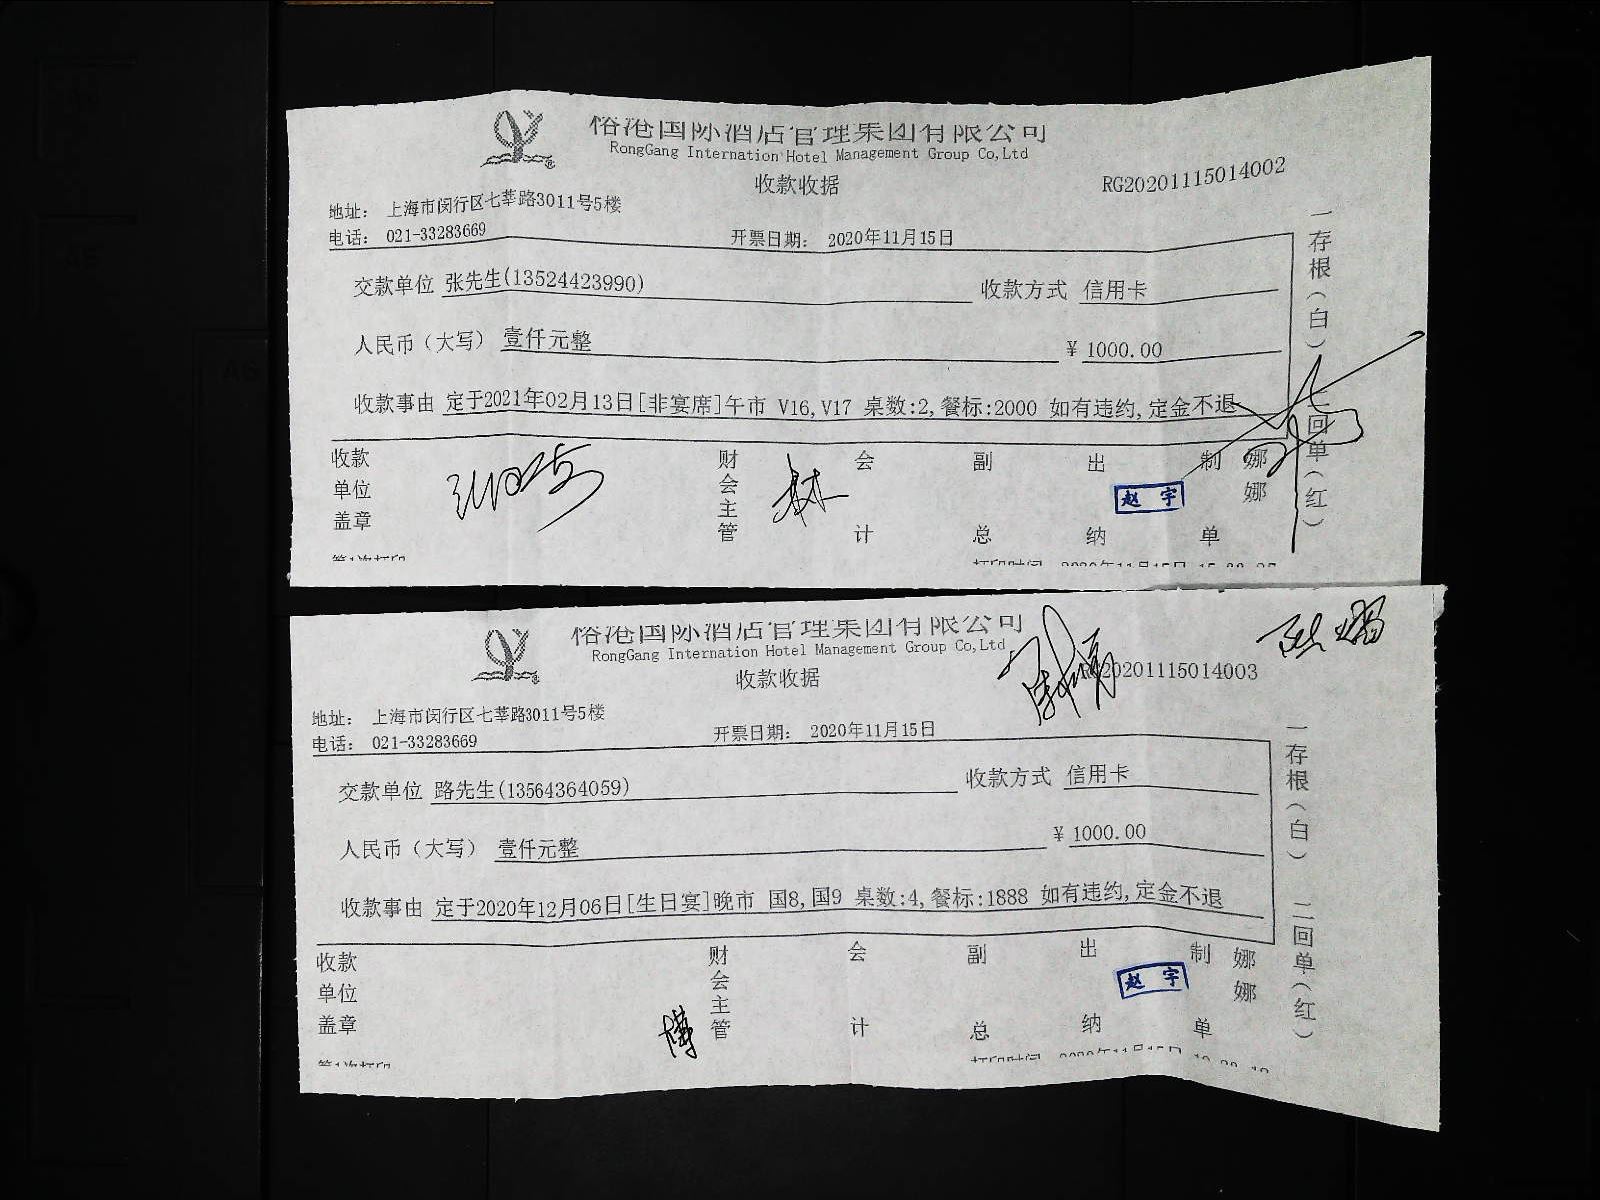 榕港国际酒店管理集团有限公司
RongGang Internation Hotel Management Group Co,Ltd
收款收据
RG20201115014002
地址： 上海市闵行区七莘路3011号5楼
电话： 021-33283669
开票日期： 2020年11月15日
交款单位 张先生(13524423990)
收款方式 信用卡
人民币（大写） 壹仟元整
¥ 1000.00
收款事由 定于2021年02月13日[非宴席]午市 V16,V17 桌数:2,餐标:2000 如有违约,定金不退
一存根（白） 二回单（红）
收款单位盖章
财会主管
会计
副总
出纳
赵宇
制单
娜娜
第1次打印
榕港国际酒店管理集团有限公司
RongGang Internation Hotel Management Group Co,Ltd
收款收据
RG20201115014003
地址： 上海市闵行区七莘路3011号5楼
电话： 021-33283669
开票日期： 2020年11月15日
交款单位 路先生(13564364059)
收款方式 信用卡
人民币（大写） 壹仟元整
¥ 1000.00
收款事由 定于2020年12月06日[生日宴]晚市 国8,国9 桌数:4,餐标:1888 如有违约,定金不退
一存根（白） 二回单（红）
收款单位盖章
财会主管
会计
副总
出纳
赵宇
制单
娜娜
第1次打印